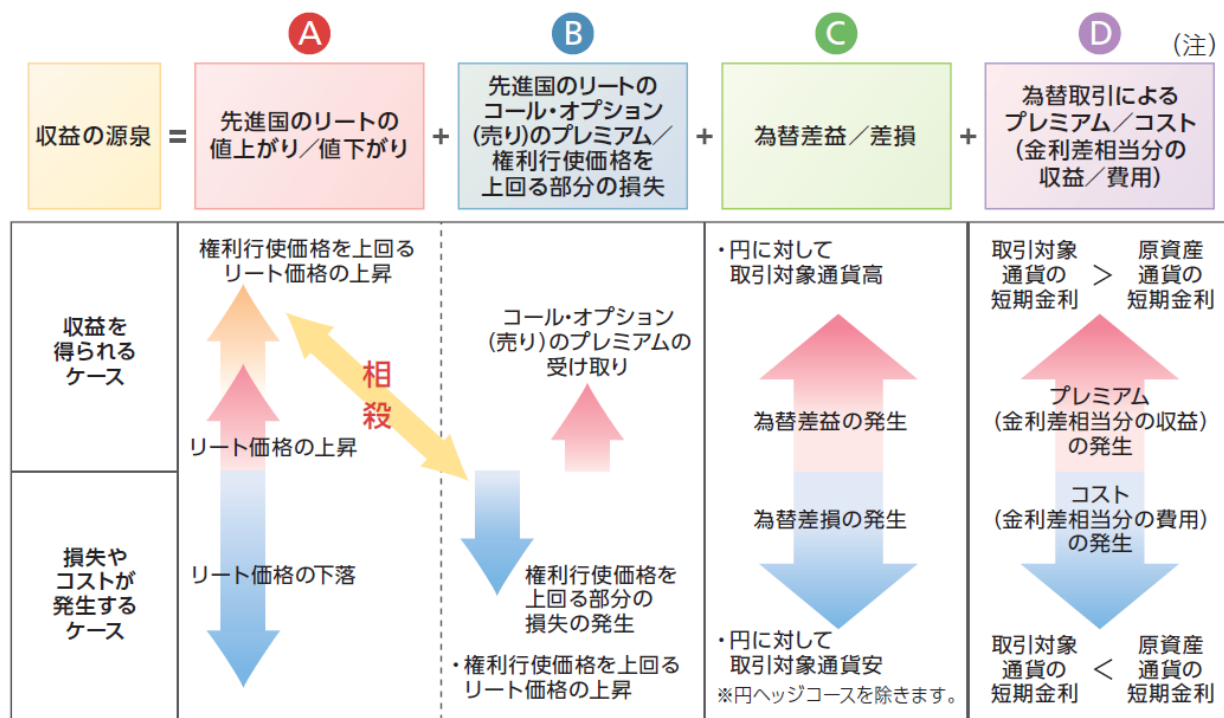 A
B
C
D
(注)
収益の源泉
=
先進国のリートの
値上がり／値下がり
+
先進国のリートの
コール・オプション
(売り)のプレミアム／
権利行使価格を
上回る部分の損失
+
為替差益／差損
+
為替取引による
プレミアム／コスト
(金利差相当分の
収益／費用)
収益を
得られる
ケース
権利行使価格を上回る
リート価格の上昇
リート価格の上昇
相
殺
コール・オプション
(売り)のプレミアムの
受け取り
・円に対して
取引対象通貨高
為替差益の発生
取引対象
通貨の
短期金利
＞
原資産
通貨の
短期金利
プレミアム
(金利差相当分の収益)
の発生
損失や
コストが
発生する
ケース
リート価格の下落
権利行使価格を
上回る部分の
損失の発生
・権利行使価格を上回る
リート価格の上昇
為替差損の発生
・円に対して
取引対象通貨安
※円ヘッジコースを除きます。
コスト
(金利差相当分の費用)
の発生
取引対象
通貨の
短期金利
＜
原資産
通貨の
短期金利